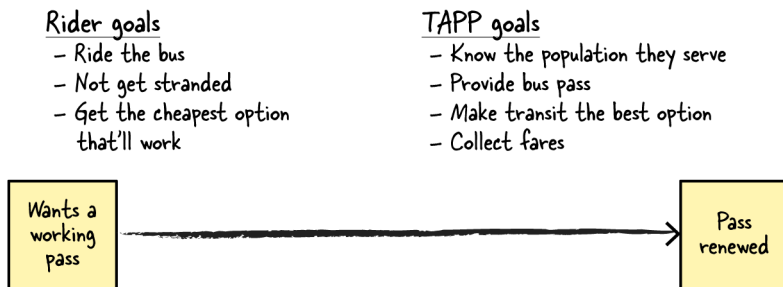 Rider goals
– Ride the bus
– Not get stranded
– Get the cheapest option
that'll work
TAPP goals
– Know the population they serve
– Provide bus pass
– Make transit the best option
– Collect fares
Wants a
working
pass
Pass
renewed